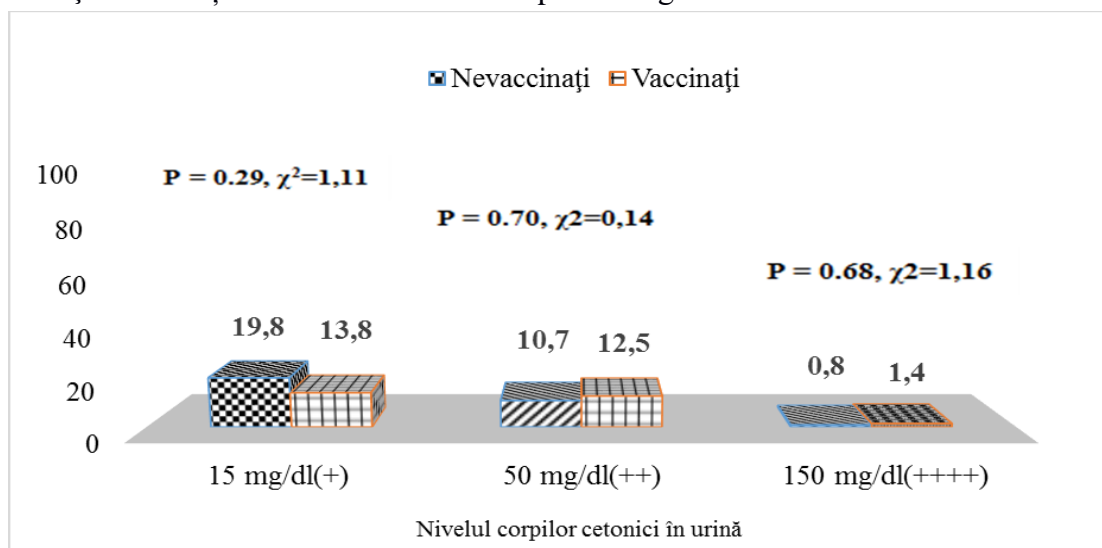 Nevaccinaţi Vaccinaţi
100
80
60
40
20
0
P = 0.29, χ²=1,11
P = 0.70, χ2=0,14
P = 0.68, χ2=1,16
19,8 13,8
10,7 12,5
0,8 1,4
15 mg/dl(+) 50 mg/dl(++) 150 mg/dl(++++)
Nivelul corpilor cetonici în urină